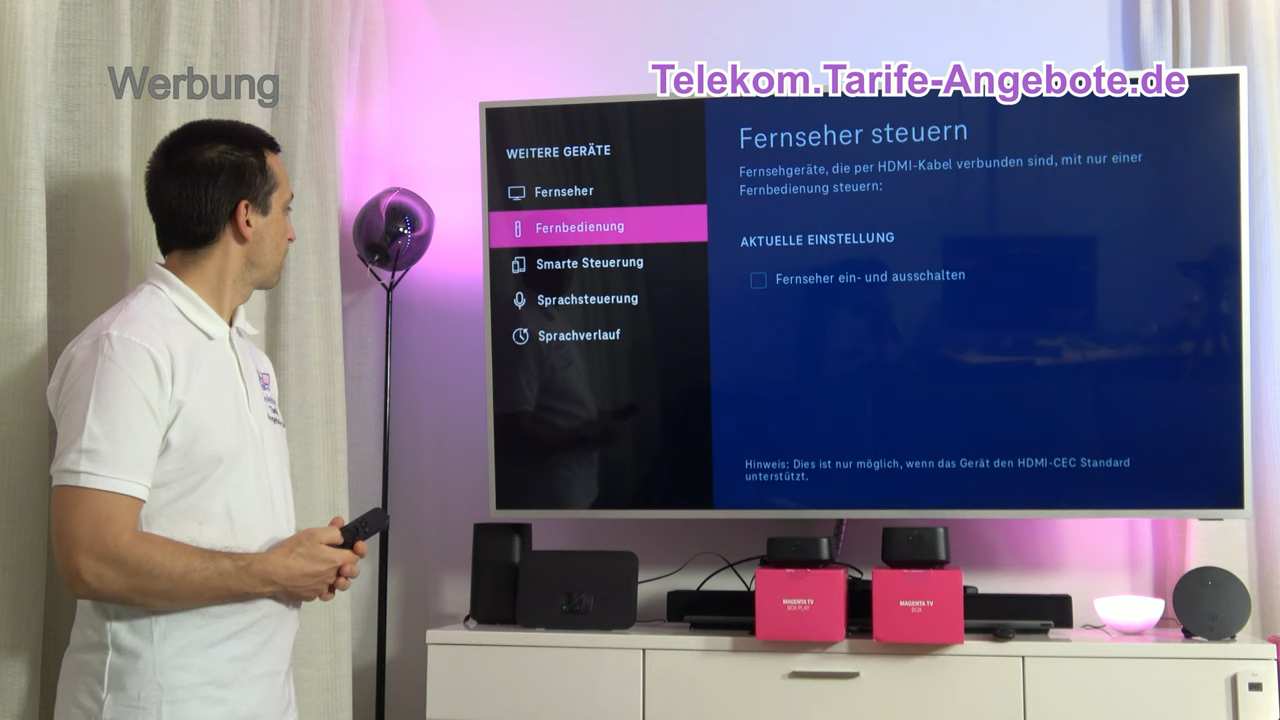 Werbung
Telekom.Tarife-Angebote.de
WEITERE GERÄTE
Fernseher
Fernbedienung
Smarte Steuerung
Sprachsteuerung
Sprachverlauf
Fernseher steuern
Fernsehgeräte, die per HDMI-Kabel verbunden sind, mit nur einer
Fernbedienung steuern:
AKTUELLE EINSTELLUNG
Fernseher ein- und ausschalten
Hinweis: Dies ist nur möglich, wenn das Gerät den HDMI-CEC Standard
unterstützt.
MAGENTA TV
BOX PLAY
MAGENTA TV
BOX